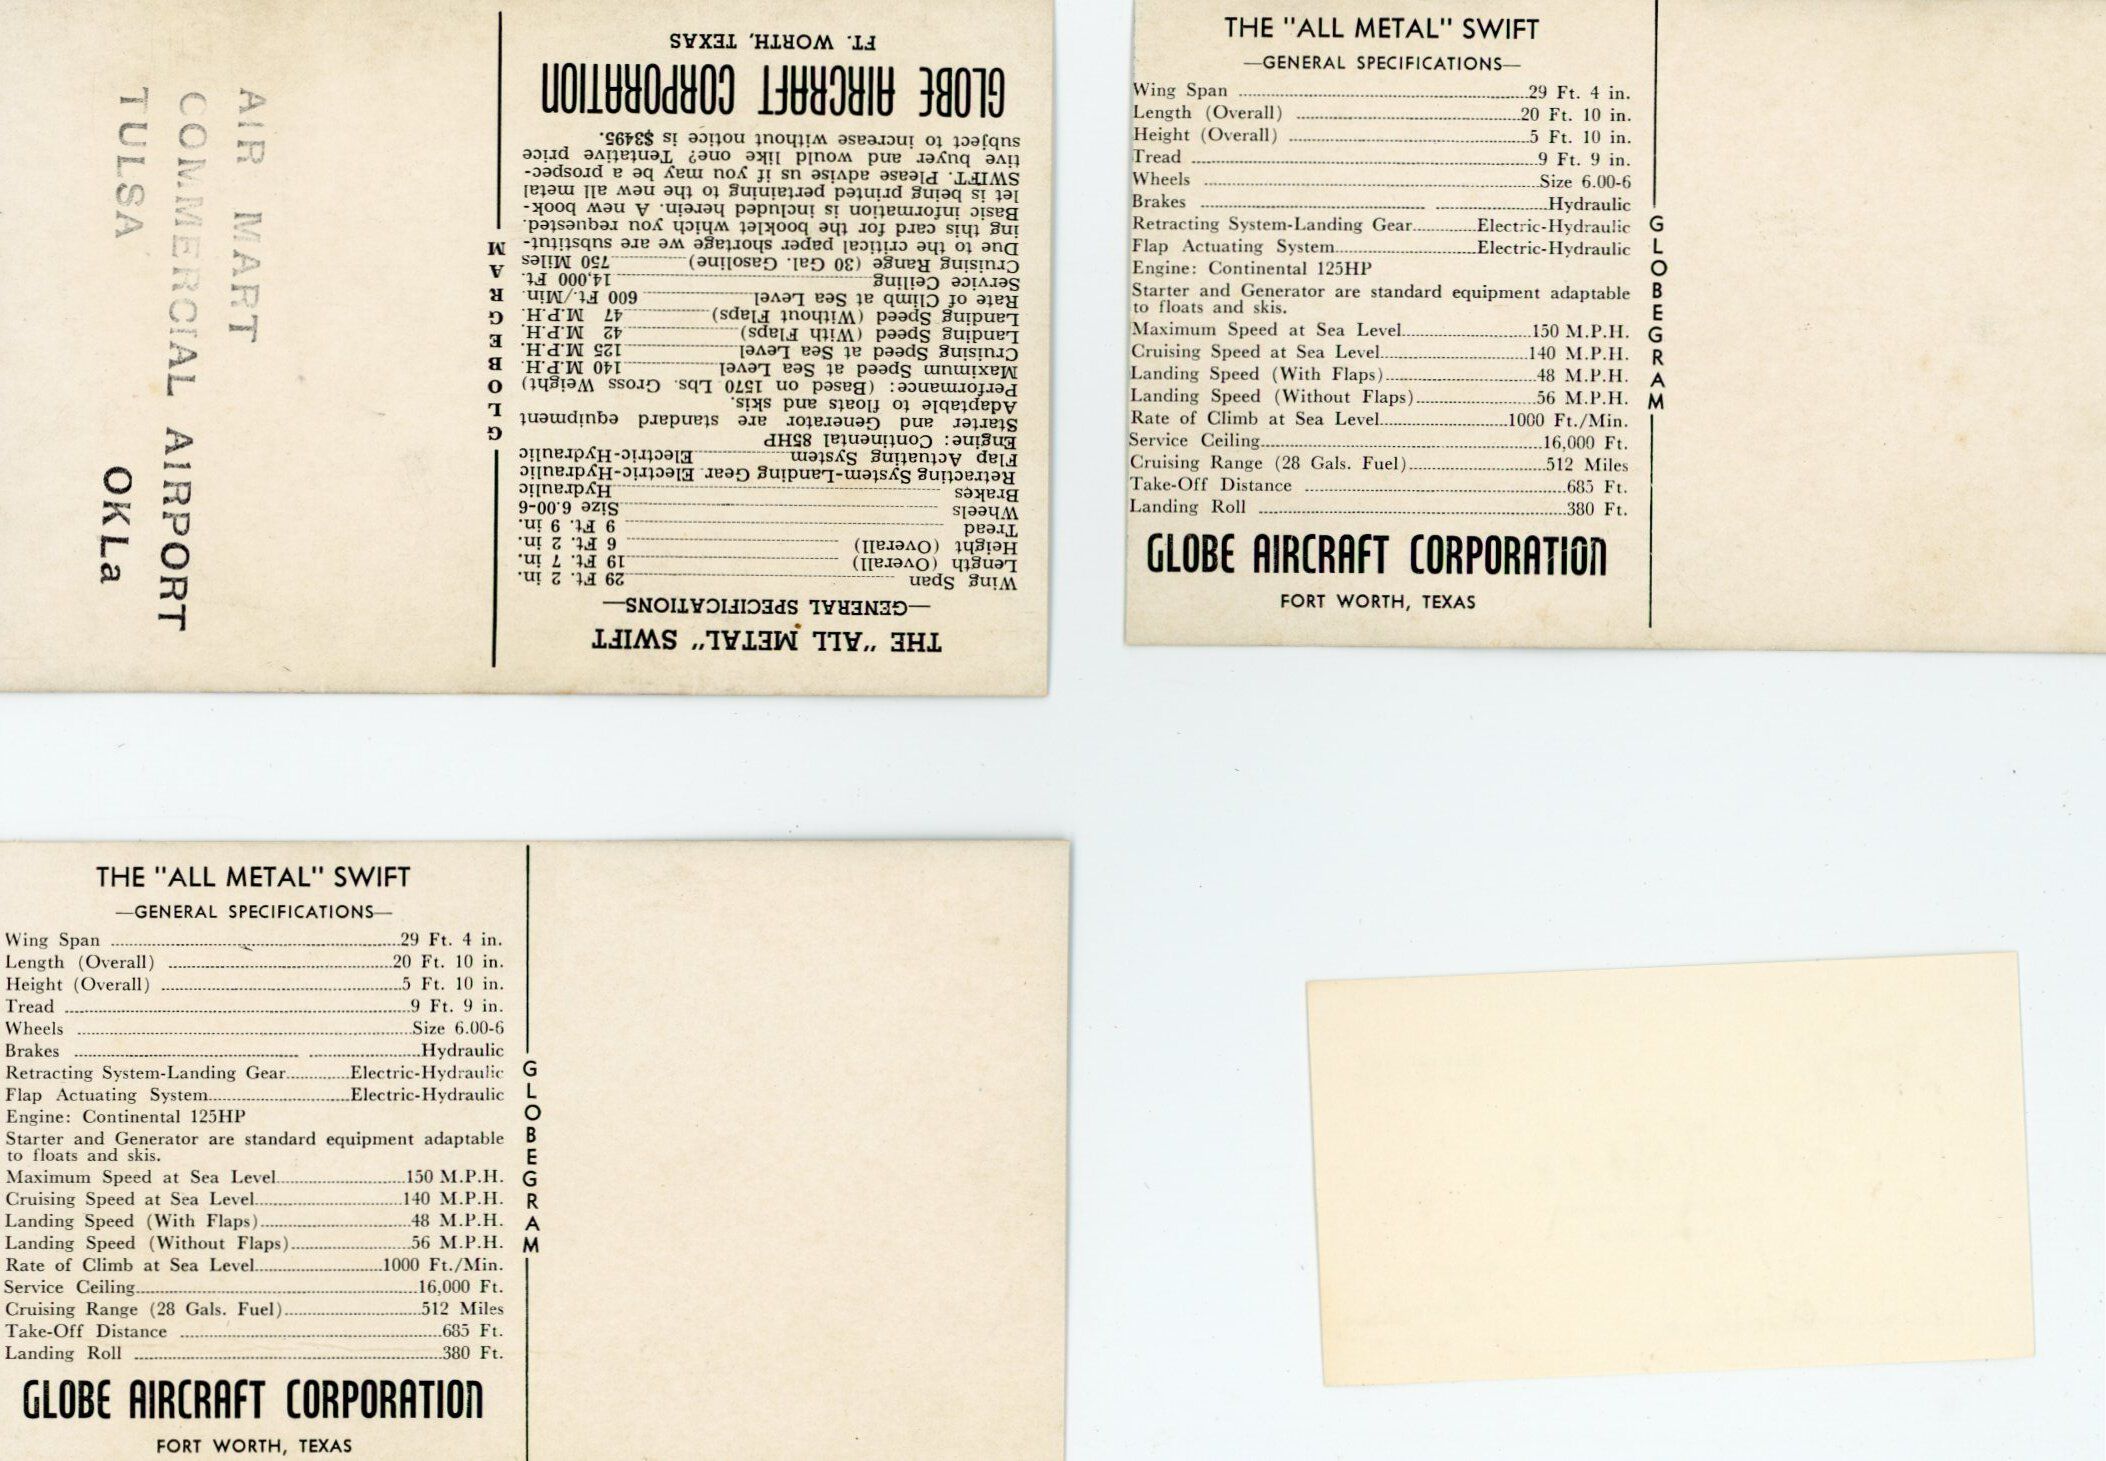 THE "ALL METAL" SWIFT
—GENERAL SPECIFICATIONS—
Wing Span 29 Ft. 2 in.
Length (Overall) 19 Ft. 7 in.
Height (Overall) 6 Ft. 2 in.
Tread 9 Ft. 9 in.
Wheels Size 6.00-6
Brakes Hydraulic
Retracting System-Landing Gear Electric-Hydraulic
Flap Actuating System Electric-Hydraulic
Engine: Continental 85HP
Starter and Generator are standard equipment
Adaptable to floats and skis.
Performance: (Based on 1570 Lbs. Gross Weight)
Maximum Speed at Sea Level 140 M.P.H.
Cruising Speed at Sea Level 125 M.P.H.
Landing Speed (With Flaps) 42 M.P.H.
Landing Speed (Without Flaps) 47 M.P.H.
Rate of Climb at Sea Level 600 Ft./Min.
Service Ceiling 14,000 Ft.
Cruising Range (30 Gal. Gasoline) 750 Miles
Due to the critical paper shortage we are substitut-
ing this card for the booklet which you requested.
Basic information is included herein. A new book-
let is being printed pertaining to the new all metal
SWIFT. Please advise us if you may be a prospec-
tive buyer and would like one? Tentative price
subject to increase without notice is $3495.
GLOBE AIRCRAFT CORPORATION
FT. WORTH, TEXAS
GLOBEGRAM
AIR MART
COMMERCIAL AIRPORT
TULSA OKLa
THE "ALL METAL" SWIFT
—GENERAL SPECIFICATIONS—
Wing Span 29 Ft. 4 in.
Length (Overall) 20 Ft. 10 in.
Height (Overall) 5 Ft. 10 in.
Tread 9 Ft. 9 in.
Wheels Size 6.00-6
Brakes Hydraulic
Retracting System-Landing Gear Electric-Hydraulic
Flap Actuating System Electric-Hydraulic
Engine: Continental 125HP
Starter and Generator are standard equipment adaptable
to floats and skis.
Maximum Speed at Sea Level 150 M.P.H.
Cruising Speed at Sea Level 140 M.P.H.
Landing Speed (With Flaps) 48 M.P.H.
Landing Speed (Without Flaps) 56 M.P.H.
Rate of Climb at Sea Level 1000 Ft./Min.
Service Ceiling 16,000 Ft.
Cruising Range (28 Gals. Fuel) 512 Miles
Take-Off Distance 685 Ft.
Landing Roll 380 Ft.
GLOBE AIRCRAFT CORPORATION
FORT WORTH, TEXAS
GLOBEGRAM
THE "ALL METAL" SWIFT
—GENERAL SPECIFICATIONS—
Wing Span 29 Ft. 4 in.
Length (Overall) 20 Ft. 10 in.
Height (Overall) 5 Ft. 10 in.
Tread 9 Ft. 9 in.
Wheels Size 6.00-6
Brakes Hydraulic
Retracting System-Landing Gear Electric-Hydraulic
Flap Actuating System Electric-Hydraulic
Engine: Continental 125HP
Starter and Generator are standard equipment adaptable
to floats and skis.
Maximum Speed at Sea Level 150 M.P.H.
Cruising Speed at Sea Level 140 M.P.H.
Landing Speed (With Flaps) 48 M.P.H.
Landing Speed (Without Flaps) 56 M.P.H.
Rate of Climb at Sea Level 1000 Ft./Min.
Service Ceiling 16,000 Ft.
Cruising Range (28 Gals. Fuel) 512 Miles
Take-Off Distance 685 Ft.
Landing Roll 380 Ft.
GLOBE AIRCRAFT CORPORATION
FORT WORTH, TEXAS
GLOBEGRAM